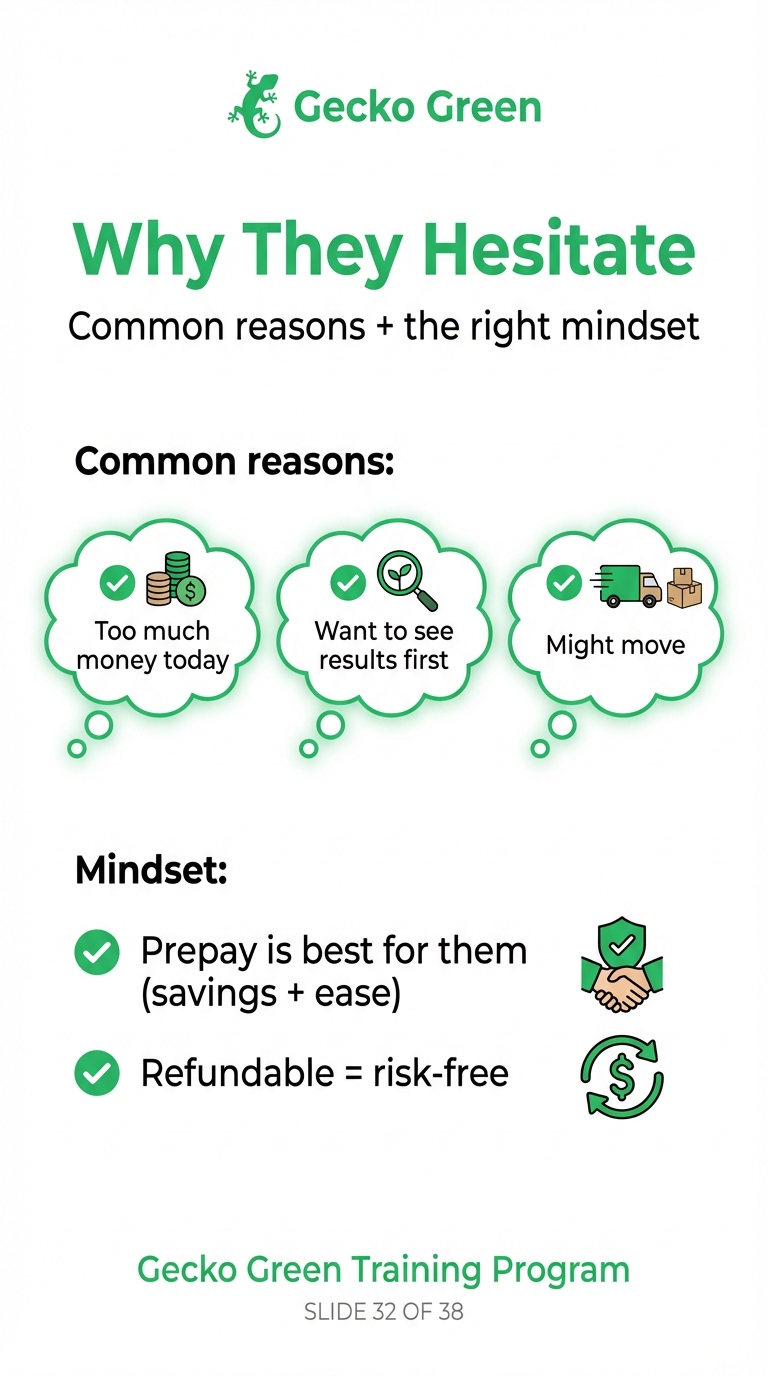 Gecko Green
Why They Hesitate
Common reasons + the right mindset
Common reasons:
Too much
money today
Want to see
results first
Might move
Mindset:
Prepay is best for them
(savings + ease)
Refundable = risk-free
Gecko Green Training Program
SLIDE 32 OF 38